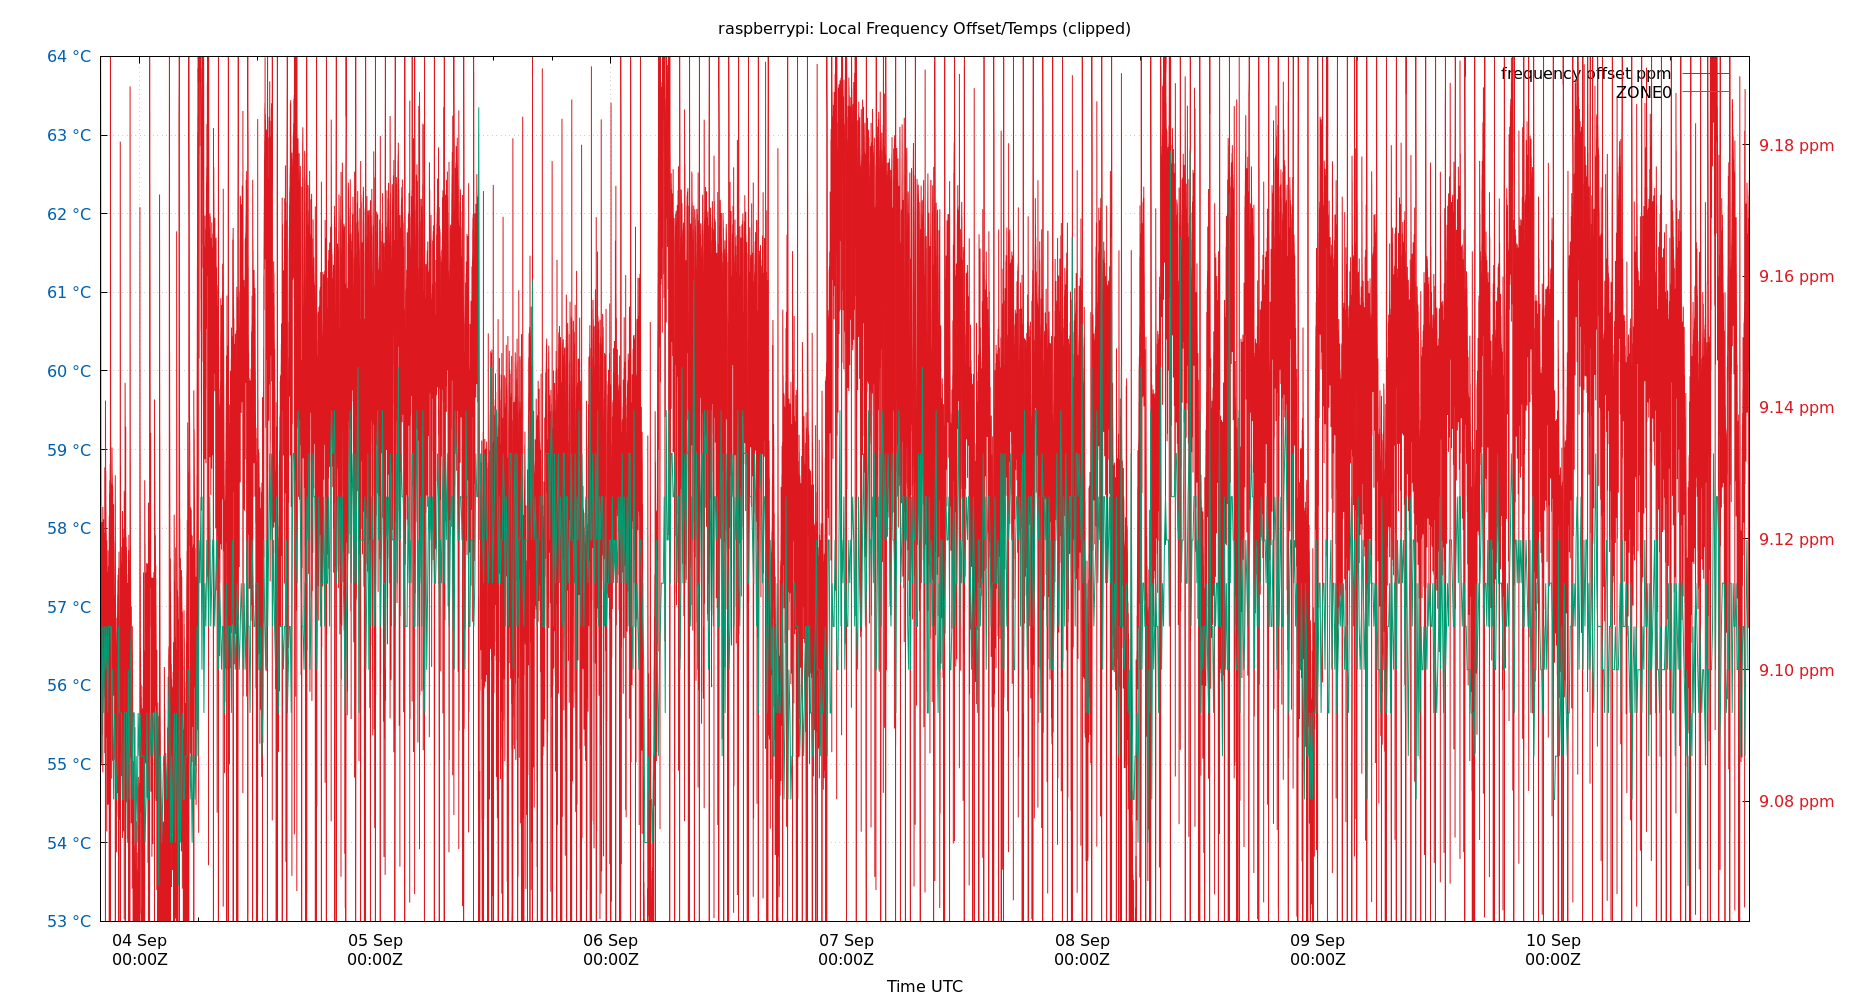 raspberrypi: Local Frequency Offset/Temps (clipped)
64 °C
63 °C
62 °C
61 °C
60 °C
59 °C
58 °C
57 °C
56 °C
55 °C
54 °C
53 °C
frequency offset ppm
ZONE0
9.18 ppm
9.16 ppm
9.14 ppm
9.12 ppm
9.10 ppm
9.08 ppm
04 Sep 05 Sep 06 Sep 07 Sep 08 Sep 09 Sep 10 Sep
00:00Z 00:00Z 00:00Z 00:00Z 00:00Z 00:00Z 00:00Z
Time UTC